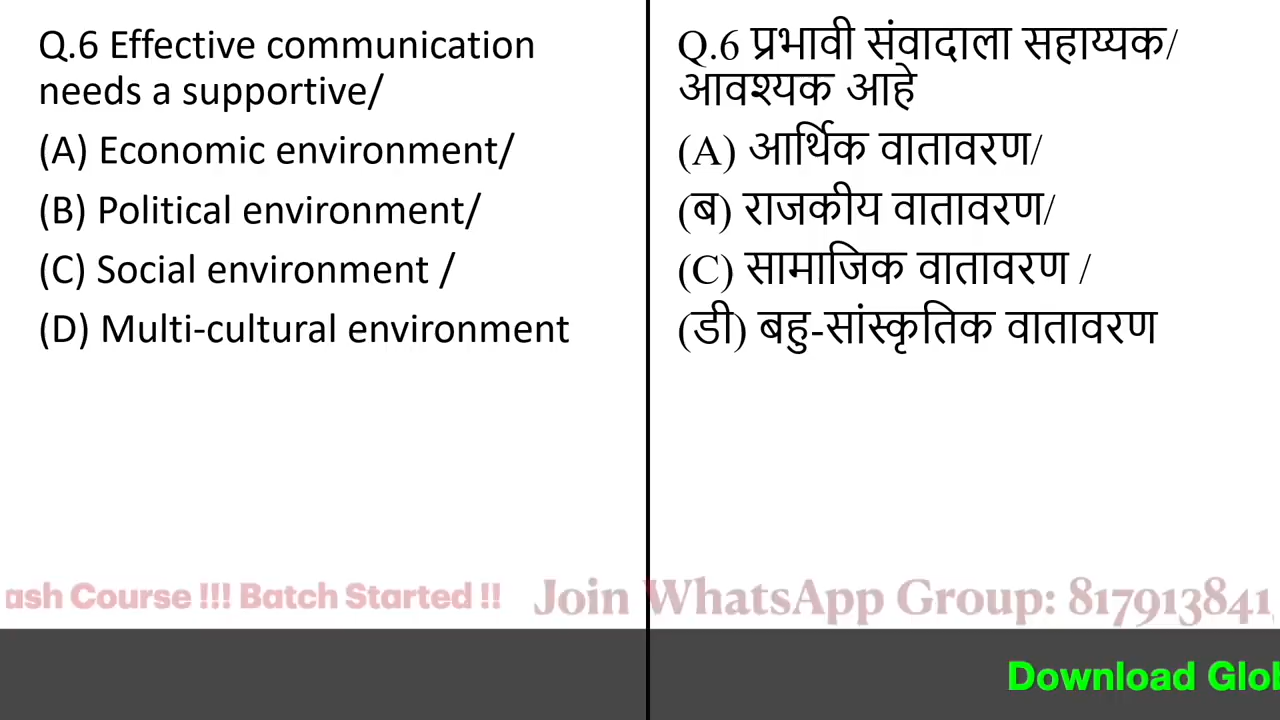 Q.6 Effective communication
needs a supportive/
(A) Economic environment/
(B) Political environment/
(C) Social environment /
(D) Multi-cultural environment
Q.6 प्रभावी संवादाला सहाय्यक/
आवश्यक आहे
(A) आर्थिक वातावरण/
(ब) राजकीय वातावरण/
(C) सामाजिक वातावरण /
(डी) बहु-सांस्कृतिक वातावरण
ash Course !!! Batch Started !! Join WhatsApp Group: 817913841
Download Glob